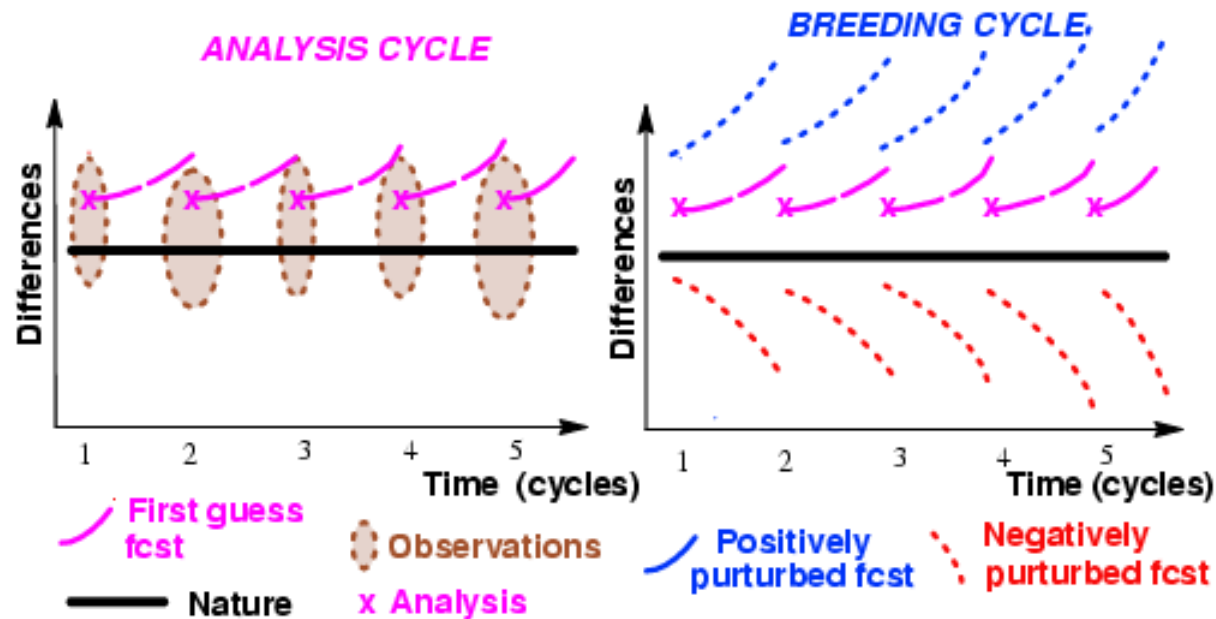 ANALYSIS CYCLE
BREEDING CYCLE
Differences
Differences
1 2 3 4 5
Time (cycles)
1 2 3 4 5
Time (cycles)
First guess
fcst
Observations
Nature
x Analysis
Positively
purturbed fcst
Negatively
purturbed fcst